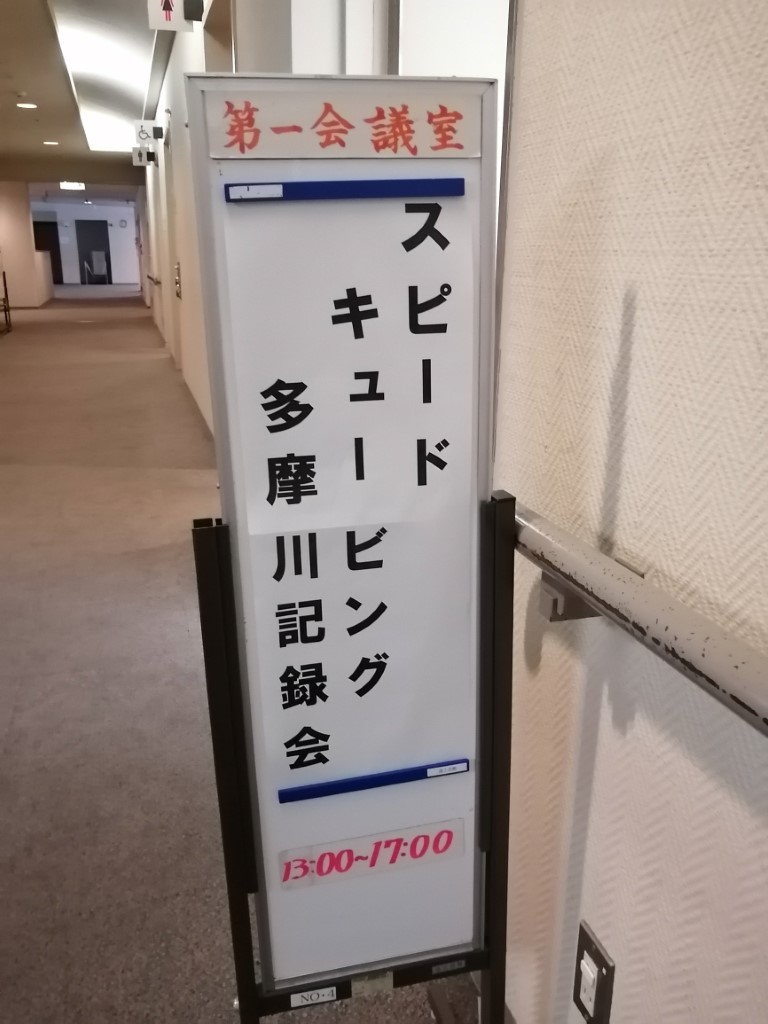 第一会議室
スピード
キュービング
多摩川記録会
13:00~17:00
NO・4